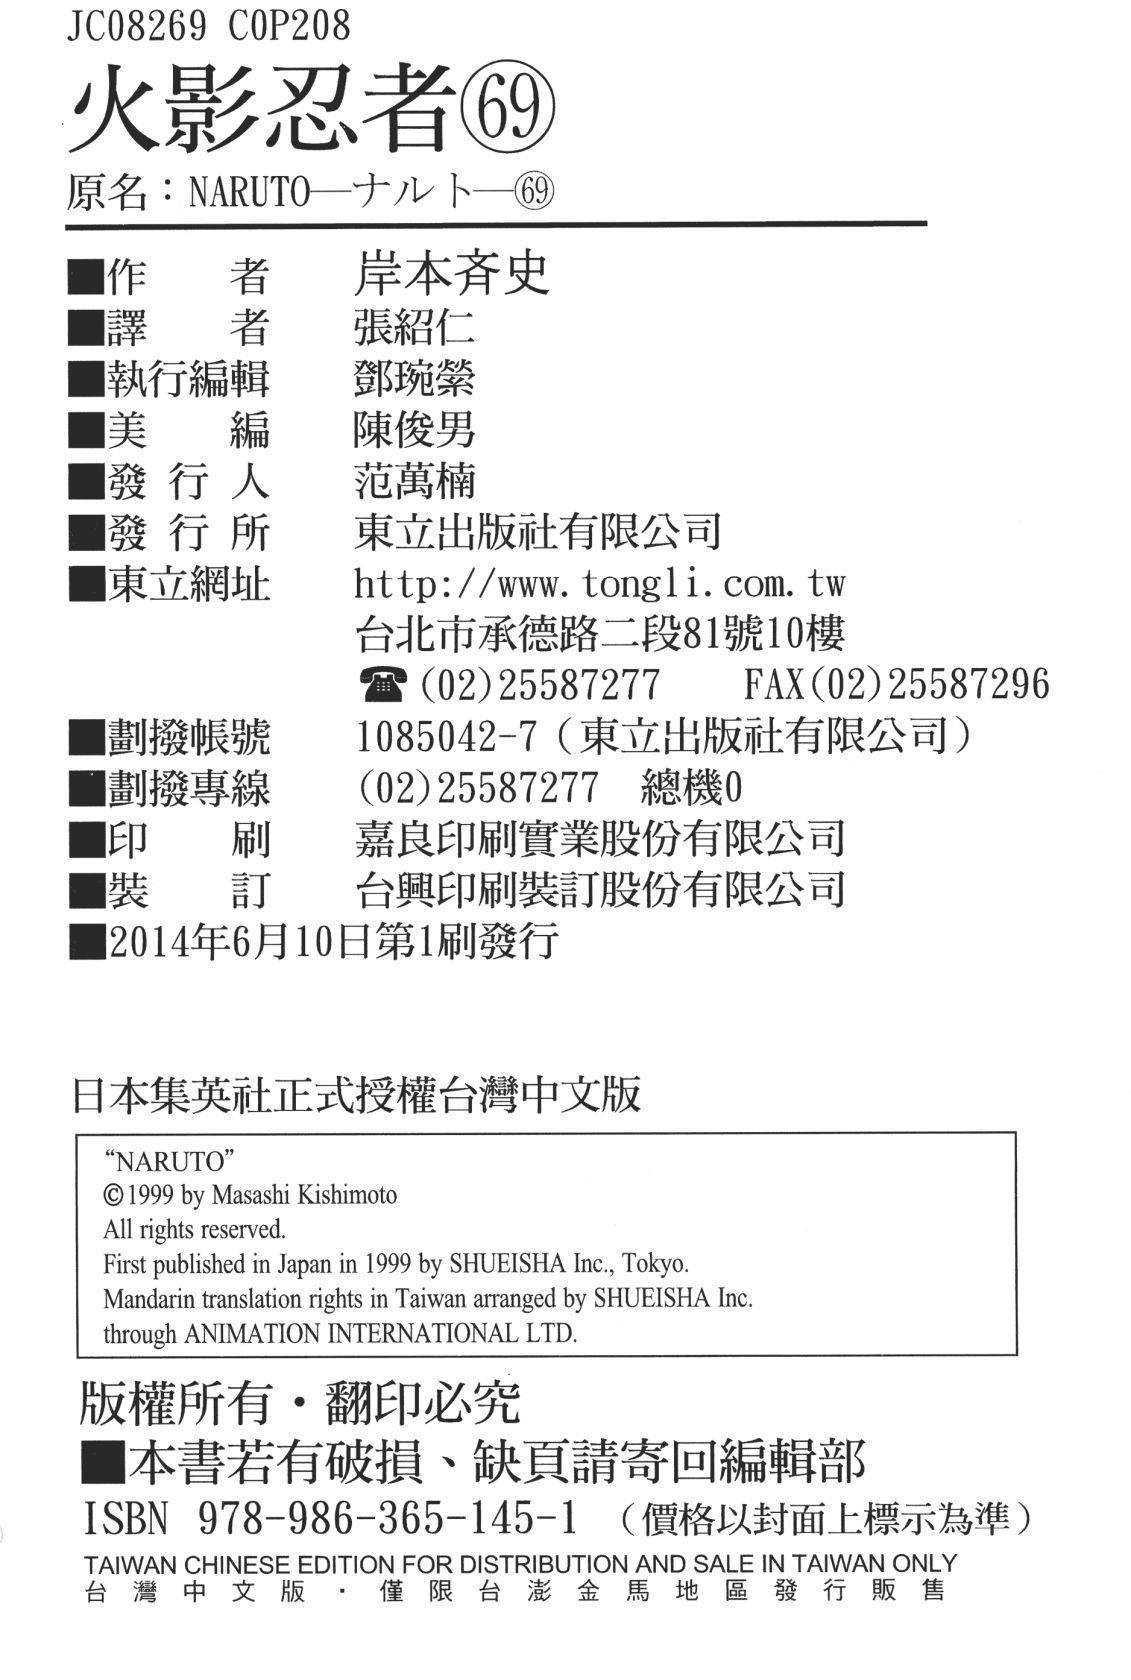 JC08269 C0P208
火影忍者69
原名：NARUTO—ナルト—69
■作者 岸本斉史
■譯者 張紹仁
■執行編輯 鄧琬縈
■美編 陳俊男
■發行人 范萬楠
■發行所 東立出版社有限公司
■東立網址 http://www.tongli.com.tw
台北市承德路二段81號10樓
☎(02)25587277 FAX(02)25587296
■劃撥帳號 1085042-7（東立出版社有限公司）
■劃撥專線 (02)25587277 總機0
■印刷 嘉良印刷實業股份有限公司
■裝訂 台興印刷裝訂股份有限公司
■2014年6月10日第1刷發行
日本集英社正式授權台灣中文版
“NARUTO”
©1999 by Masashi Kishimoto
All rights reserved.
First published in Japan in 1999 by SHUEISHA Inc., Tokyo.
Mandarin translation rights in Taiwan arranged by SHUEISHA Inc.
through ANIMATION INTERNATIONAL LTD.
版權所有・翻印必究
■本書若有破損、缺頁請寄回編輯部
ISBN 978-986-365-145-1 （價格以封面上標示為準）
TAIWAN CHINESE EDITION FOR DISTRIBUTION AND SALE IN TAIWAN ONLY
台灣中文版・僅限台澎金馬地區發行販售